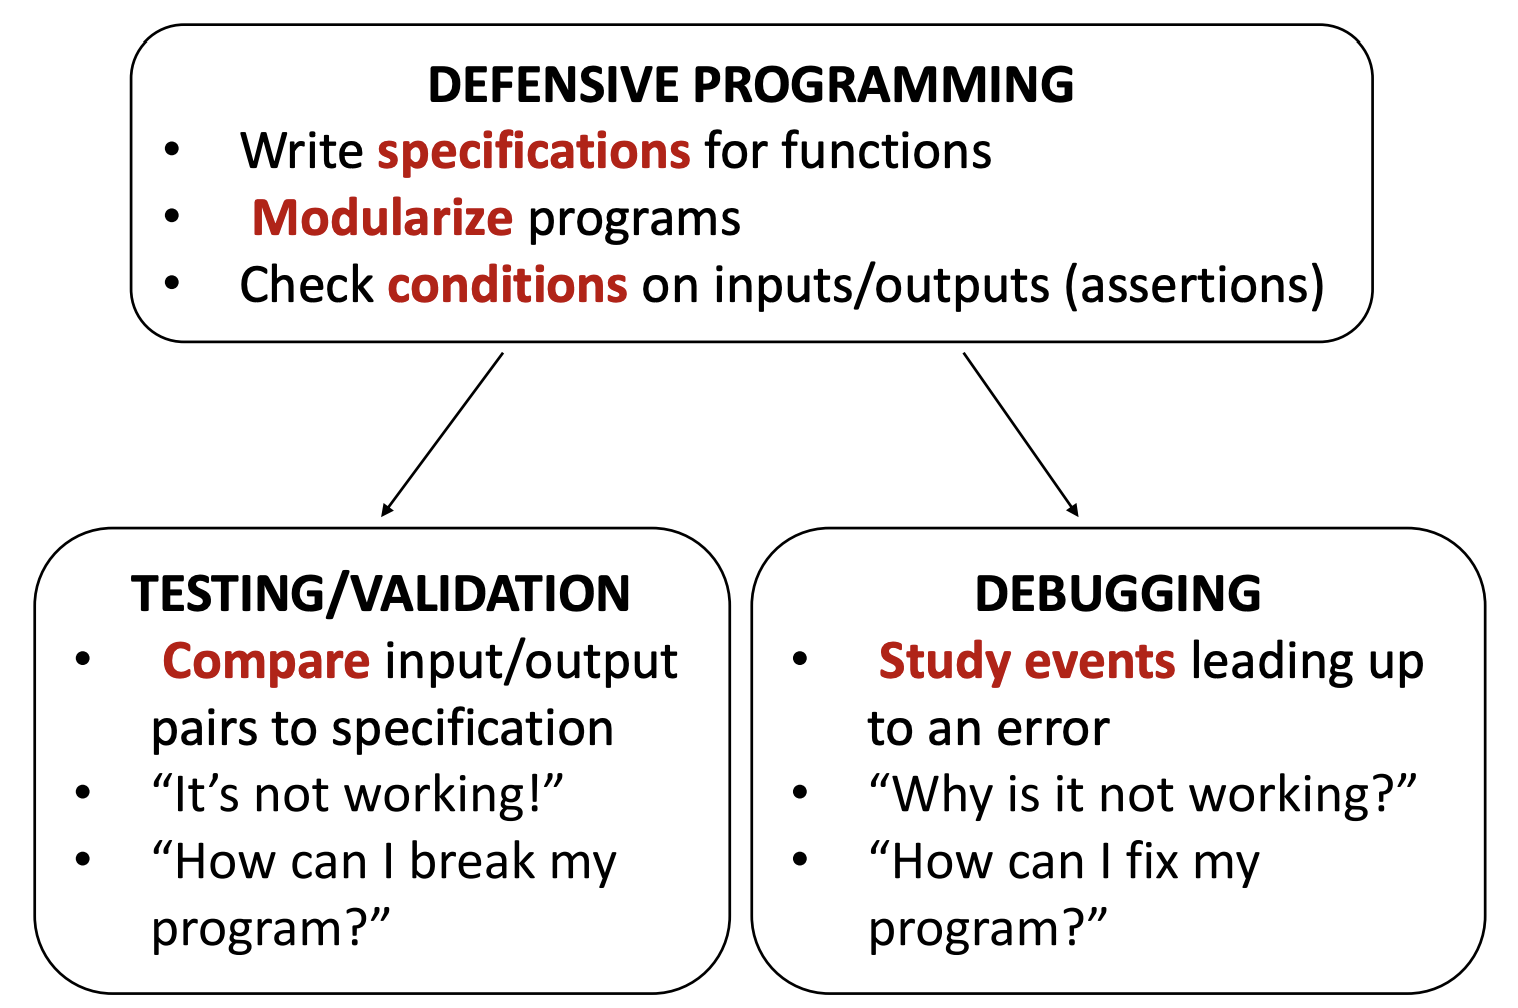 DEFENSIVE PROGRAMMING
• Write specifications for functions
• Modularize programs
• Check conditions on inputs/outputs (assertions)
TESTING/VALIDATION
• Compare input/output
pairs to specification
• “It’s not working!”
• “How can I break my
program?”
DEBUGGING
• Study events leading up
to an error
• “Why is it not working?”
• “How can I fix my
program?”